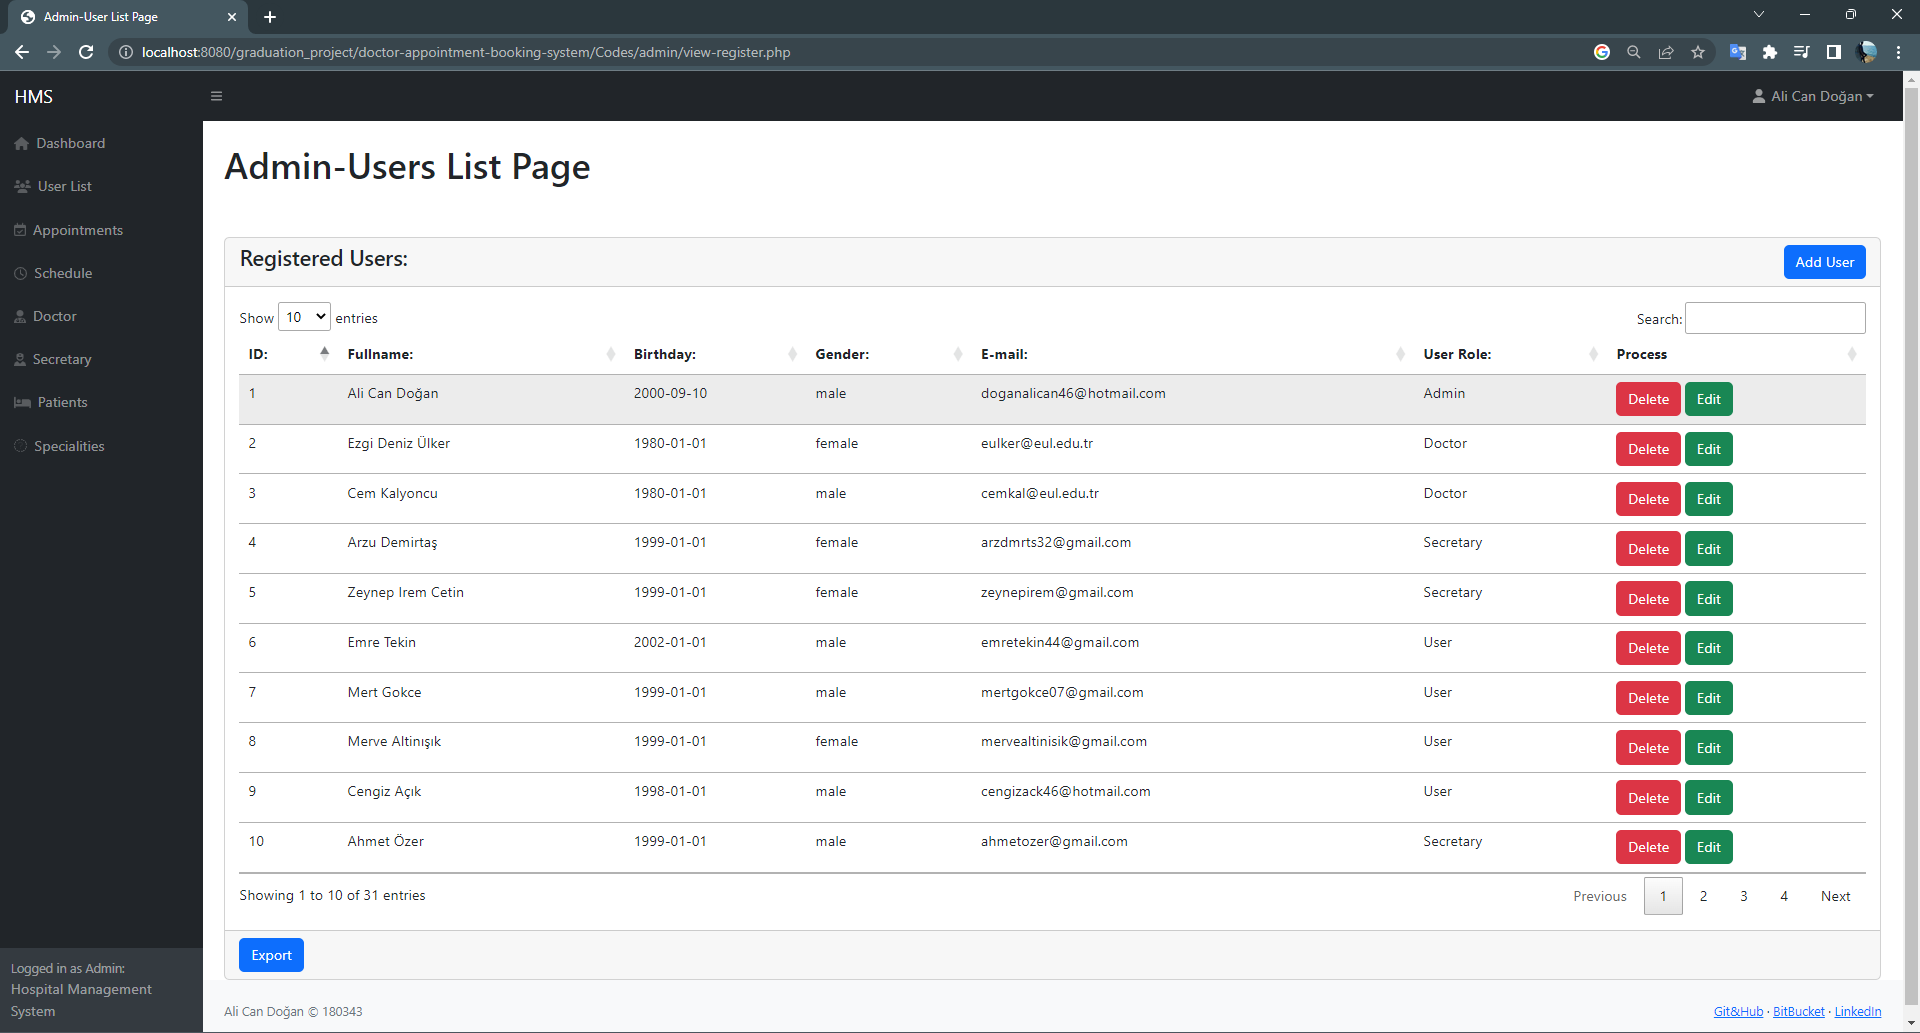 Admin-User List Page
localhost:8080/graduation_project/doctor-appointment-booking-system/Codes/admin/view-register.php
HMS
Ali Can Doğan
Dashboard
User List
Appointments
Schedule
Doctor
Secretary
Patients
Specialities
Logged in as Admin:
Hospital Management
System
Admin-Users List Page
Registered Users:
Add User
Show 10 entries
Search:
ID: Fullname: Birthday: Gender: E-mail: User Role: Process
1 Ali Can Doğan 2000-09-10 male doganalican46@hotmail.com Admin Delete Edit
2 Ezgi Deniz Ülker 1980-01-01 female eulker@eul.edu.tr Doctor Delete Edit
3 Cem Kalyoncu 1980-01-01 male cemkal@eul.edu.tr Doctor Delete Edit
4 Arzu Demirtaş 1999-01-01 female arzdmrts32@gmail.com Secretary Delete Edit
5 Zeynep Irem Cetin 1999-01-01 female zeynepirem@gmail.com Secretary Delete Edit
6 Emre Tekin 2002-01-01 male emretekin44@gmail.com User Delete Edit
7 Mert Gokce 1999-01-01 male mertgokce07@gmail.com User Delete Edit
8 Merve Altinışık 1999-01-01 female mervealtinisik@gmail.com User Delete Edit
9 Cengiz Açık 1998-01-01 male cengizack46@hotmail.com User Delete Edit
10 Ahmet Özer 1999-01-01 male ahmetozer@gmail.com Secretary Delete Edit
Showing 1 to 10 of 31 entries
Previous 1 2 3 4 Next
Export
Ali Can Doğan © 180343
Git&Hub · BitBucket · LinkedIn